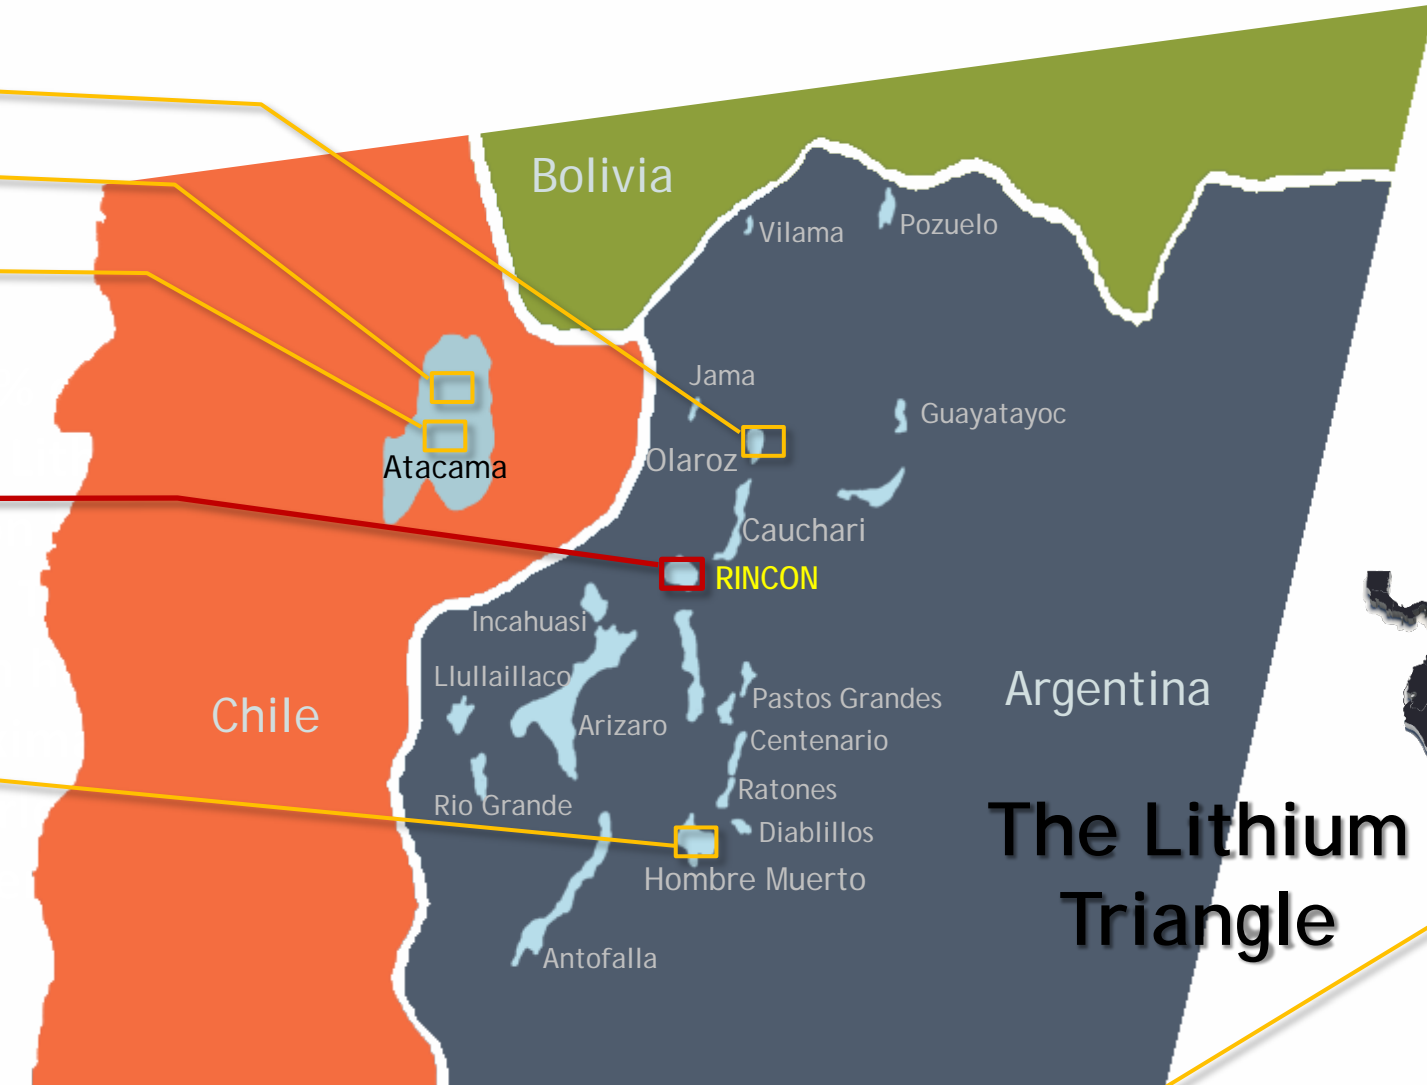 Bolivia
Vilama
Pozuelo
Jama
Guayatayoc
Olaroz
Atacama
Cauchari
RINCON
Incahuasi
Llullaillaco
Pastos Grandes
Argentina
Chile
Arizaro
Centenario
Ratones
Rio Grande
Diablillos
The Lithium
Triangle
Hombre Muerto
Antofalla